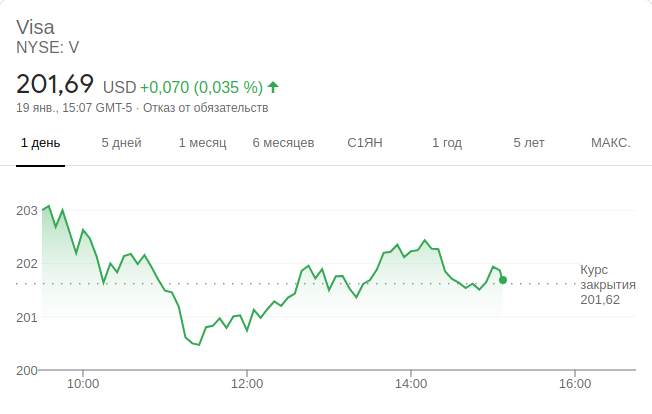 Visa
NYSE: V
201,69 USD +0,070 (0,035 %)
19 янв., 15:07 GMT-5 · Отказ от обязательств
1 день 5 дней 1 месяц 6 месяцев С1ЯН 1 год 5 лет МАКС.
203
202
201
200
Курс
закрытия
201,62
10:00 12:00 14:00 16:00